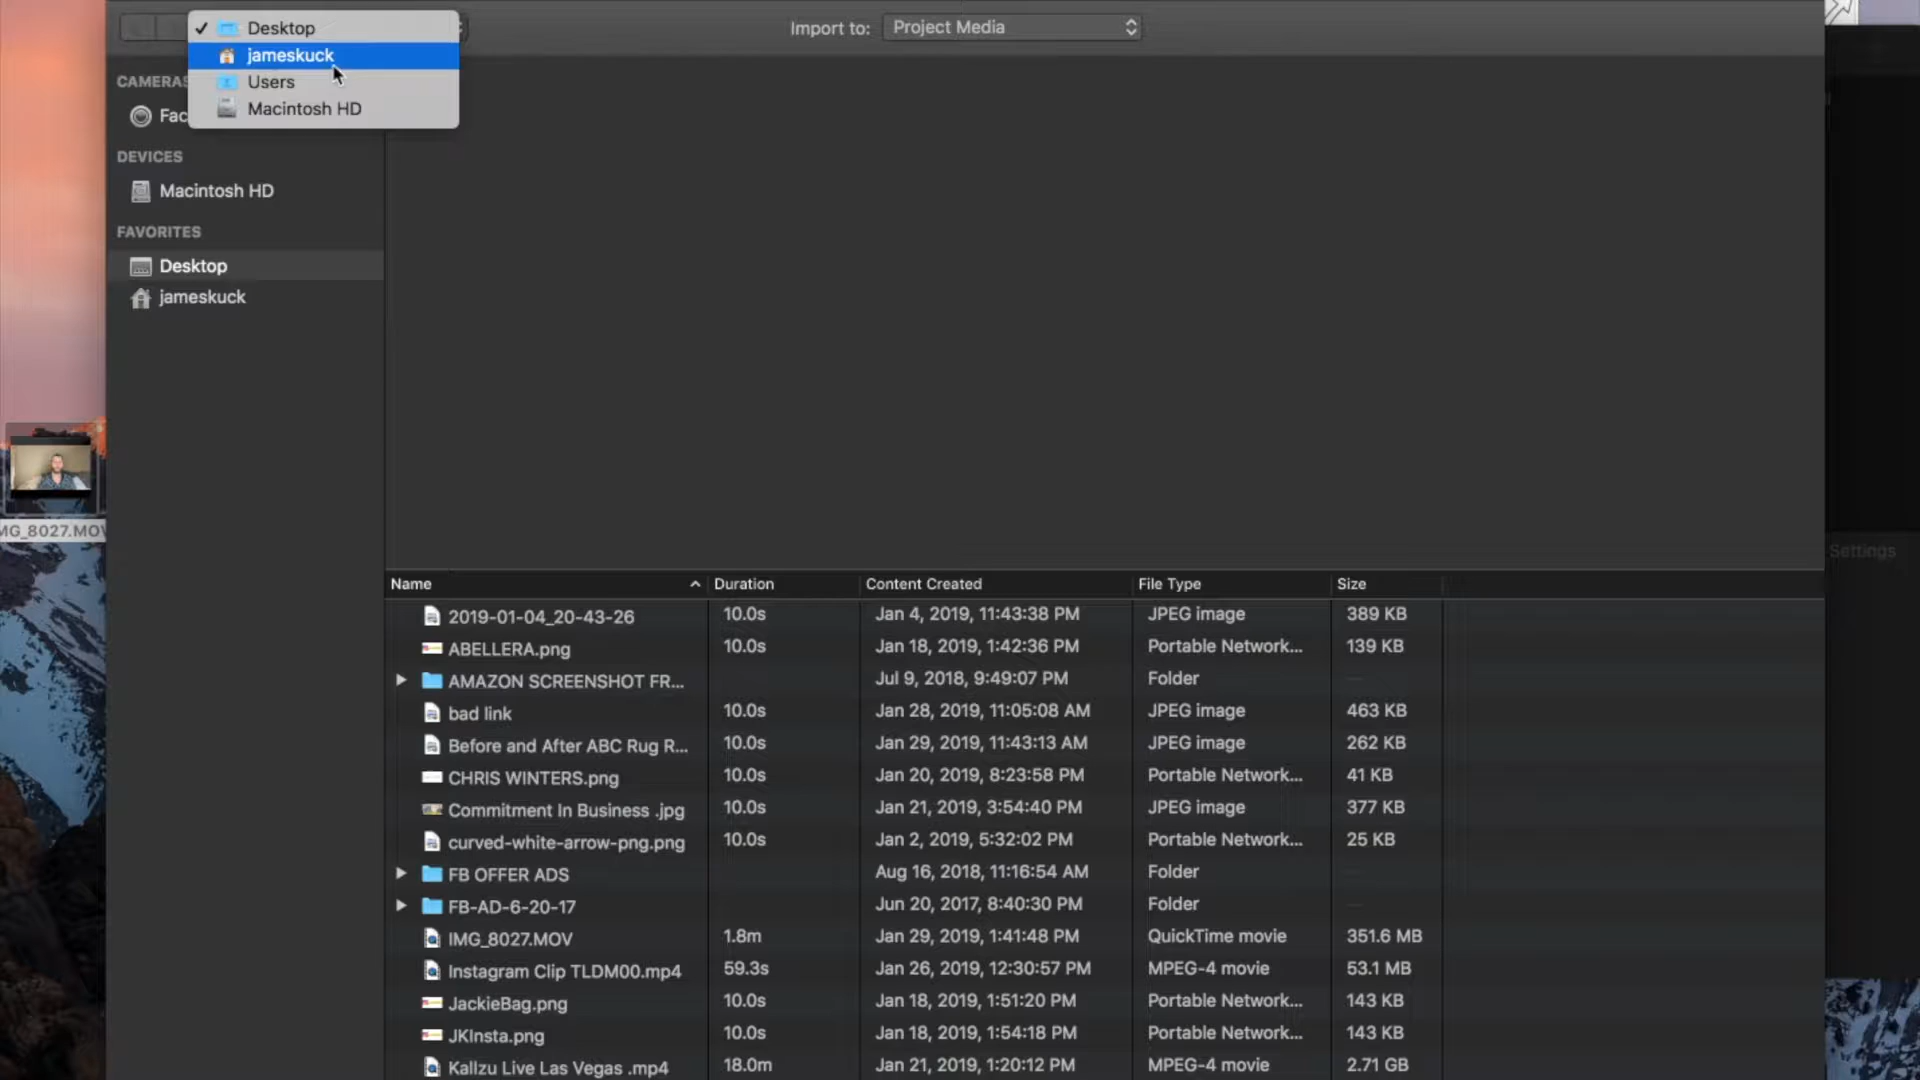 Desktop
jameskuck
Users
Macintosh HD
Import to: Project Media
CAMERAS
Fac
DEVICES
Macintosh HD
FAVORITES
Desktop
jameskuck
MG_8027.MOV
Settings
Name Duration Content Created File Type Size
2019-01-04_20-43-26 10.0s Jan 4, 2019, 11:43:38 PM JPEG image 389 KB
ABELLERA.png 10.0s Jan 18, 2019, 1:42:36 PM Portable Network... 139 KB
AMAZON SCREENSHOT FR... Jul 9, 2018, 9:49:07 PM Folder
bad link 10.0s Jan 28, 2019, 11:05:08 AM JPEG image 463 KB
Before and After ABC Rug R... 10.0s Jan 29, 2019, 11:43:13 AM JPEG image 262 KB
CHRIS WINTERS.png 10.0s Jan 20, 2019, 8:23:58 PM Portable Network... 41 KB
Commitment In Business .jpg 10.0s Jan 21, 2019, 3:54:40 PM JPEG image 377 KB
curved-white-arrow-png.png 10.0s Jan 2, 2019, 5:32:02 PM Portable Network... 25 KB
FB OFFER ADS Aug 16, 2018, 11:16:54 AM Folder
FB-AD-6-20-17 Jun 20, 2017, 8:40:30 PM Folder
IMG_8027.MOV 1.8m Jan 29, 2019, 1:41:48 PM QuickTime movie 351.6 MB
Instagram Clip TLDM00.mp4 59.3s Jan 26, 2019, 12:30:57 PM MPEG-4 movie 53.1 MB
JackieBag.png 10.0s Jan 18, 2019, 1:51:20 PM Portable Network... 143 KB
JKInsta.png 10.0s Jan 18, 2019, 1:54:18 PM Portable Network... 143 KB
Kallzu Live Las Vegas .mp4 18.0m Jan 21, 2019, 1:20:12 PM MPEG-4 movie 2.71 GB